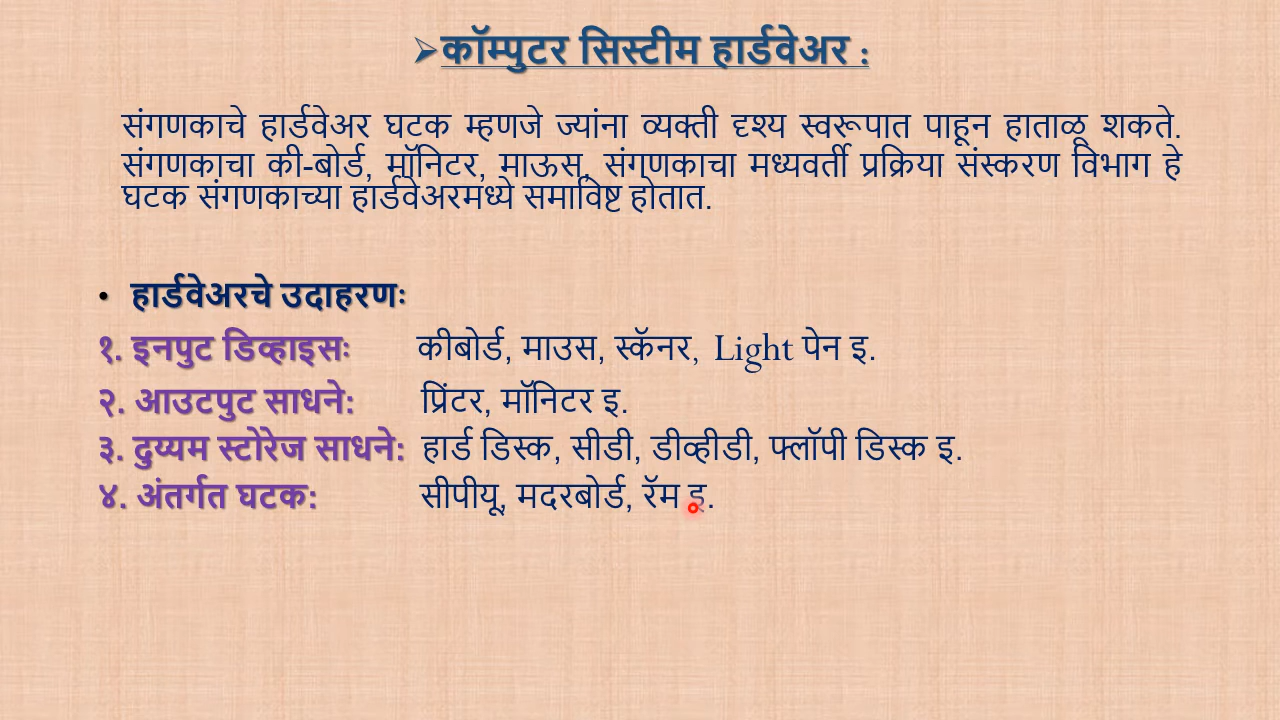 ➢कॉम्पुटर सिस्टीम हार्डवेअर :
संगणकाचे हार्डवेअर घटक म्हणजे ज्यांना व्यक्ती दृश्य स्वरूपात पाहून हाताळू शकते.
संगणकाचा की-बोर्ड, मॉनिटर, माऊस, संगणकाचा मध्यवर्ती प्रक्रिया संस्करण विभाग हे
घटक संगणकाच्या हार्डवेअरमध्ये समाविष्ट होतात.
• हार्डवेअरचे उदाहरणः
१. इनपुट डिव्हाइसः कीबोर्ड, माउस, स्कॅनर, Light पेन इ.
२. आउटपुट साधने: प्रिंटर, मॉनिटर इ.
३. दुय्यम स्टोरेज साधने: हार्ड डिस्क, सीडी, डीव्हीडी, फ्लॉपी डिस्क इ.
४. अंतर्गत घटक: सीपीयू, मदरबोर्ड, रॅम इ.